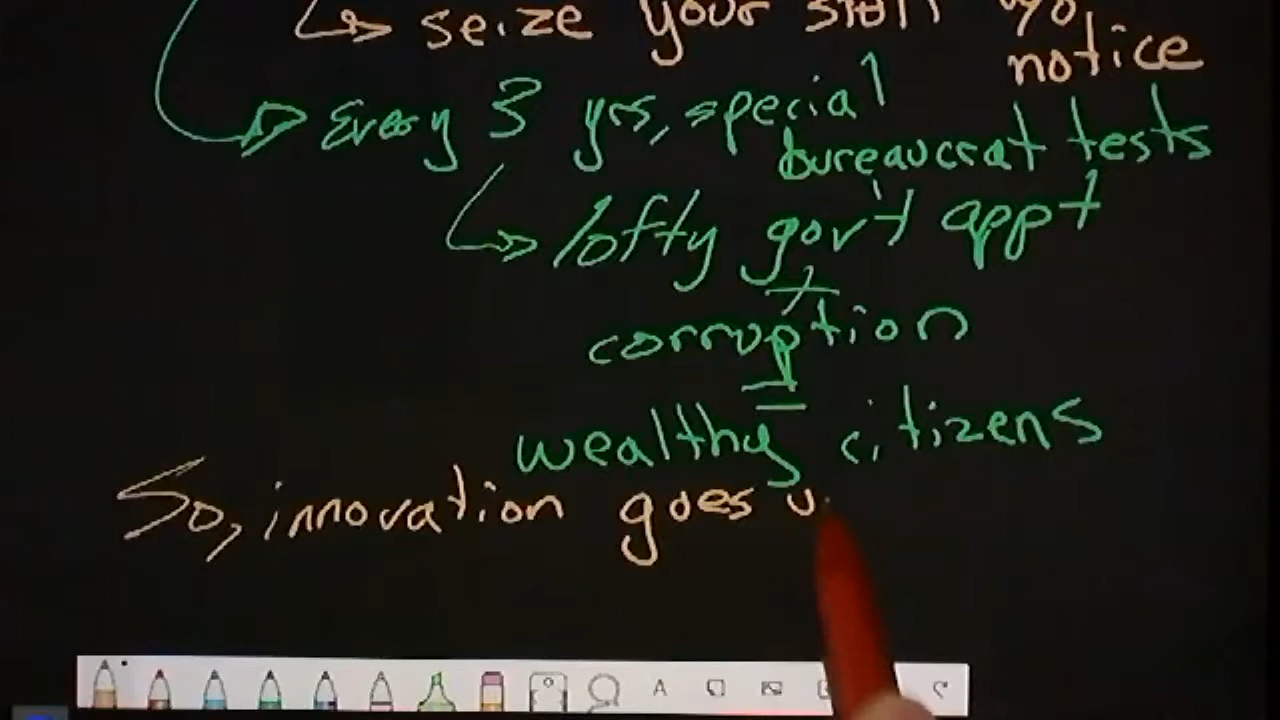 seize your stuff w/o
notice
Every 3 yrs, special
bureaucrat tests
lofty gov't appt
+
corruption
=
wealthy citizens
So, innovation goes
A